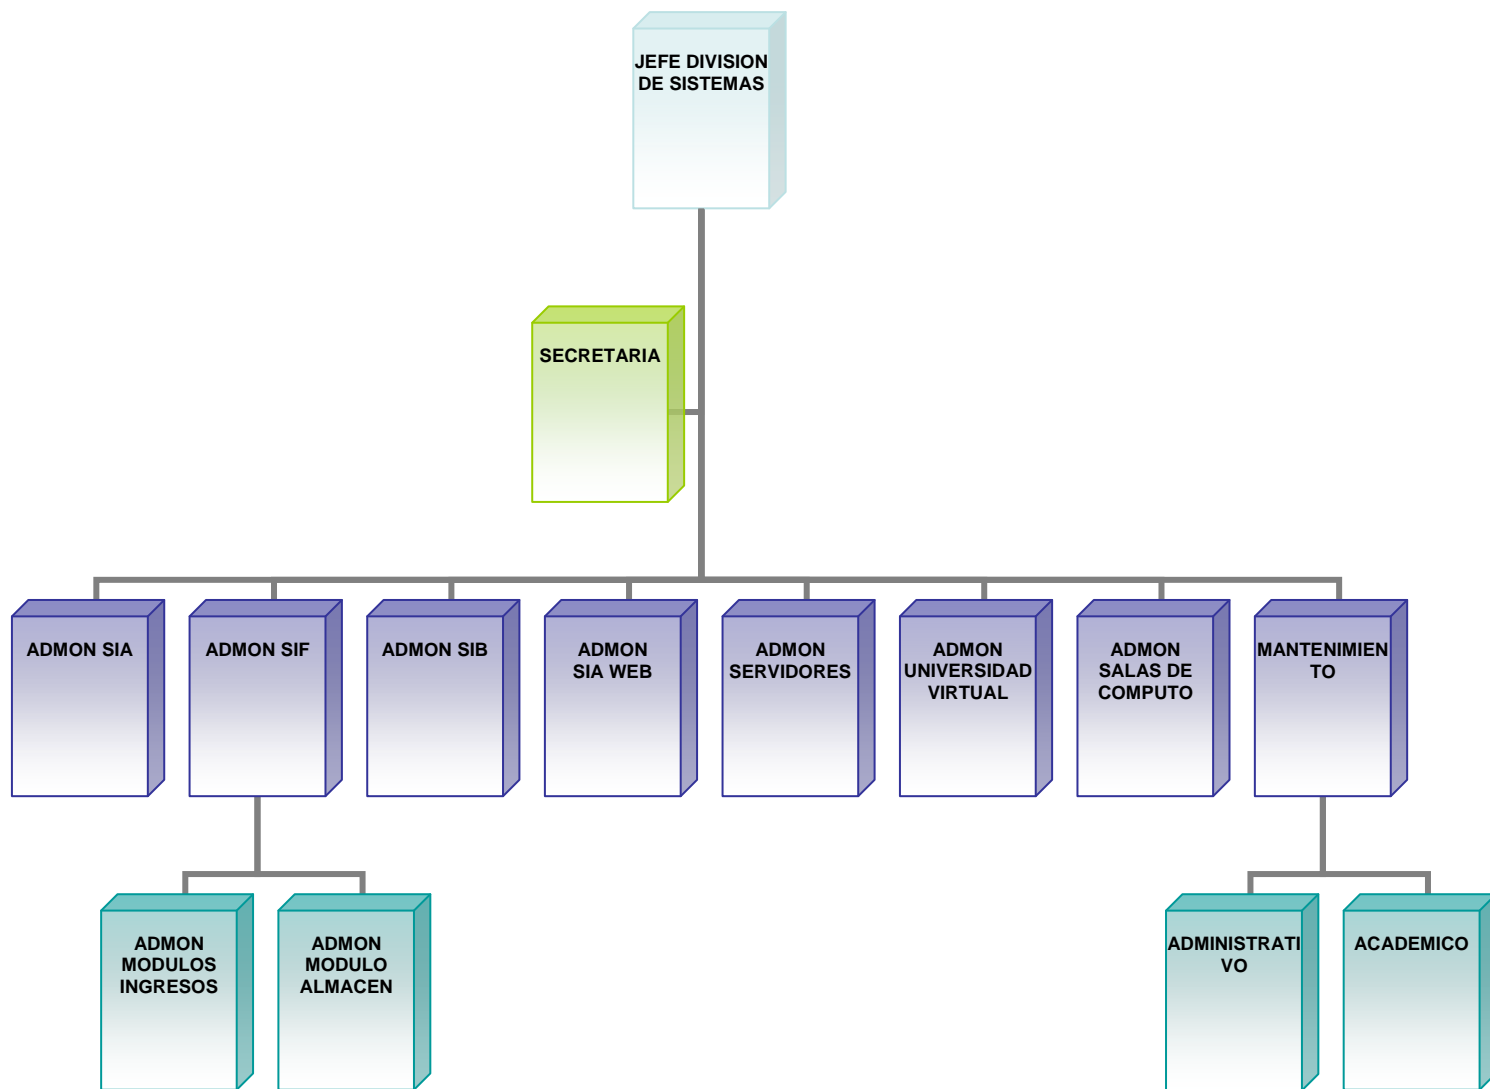 JEFE DIVISION
DE SISTEMAS
SECRETARIA
ADMON SIA
ADMON SIF
ADMON SIB
ADMON
SIA WEB
ADMON
SERVIDORES
ADMON
UNIVERSIDAD
VIRTUAL
ADMON
SALAS DE
COMPUTO
MANTENIMIEN
TO
ADMON
MODULOS
INGRESOS
ADMON
MODULO
ALMACEN
ADMINISTRATI
VO
ACADEMICO